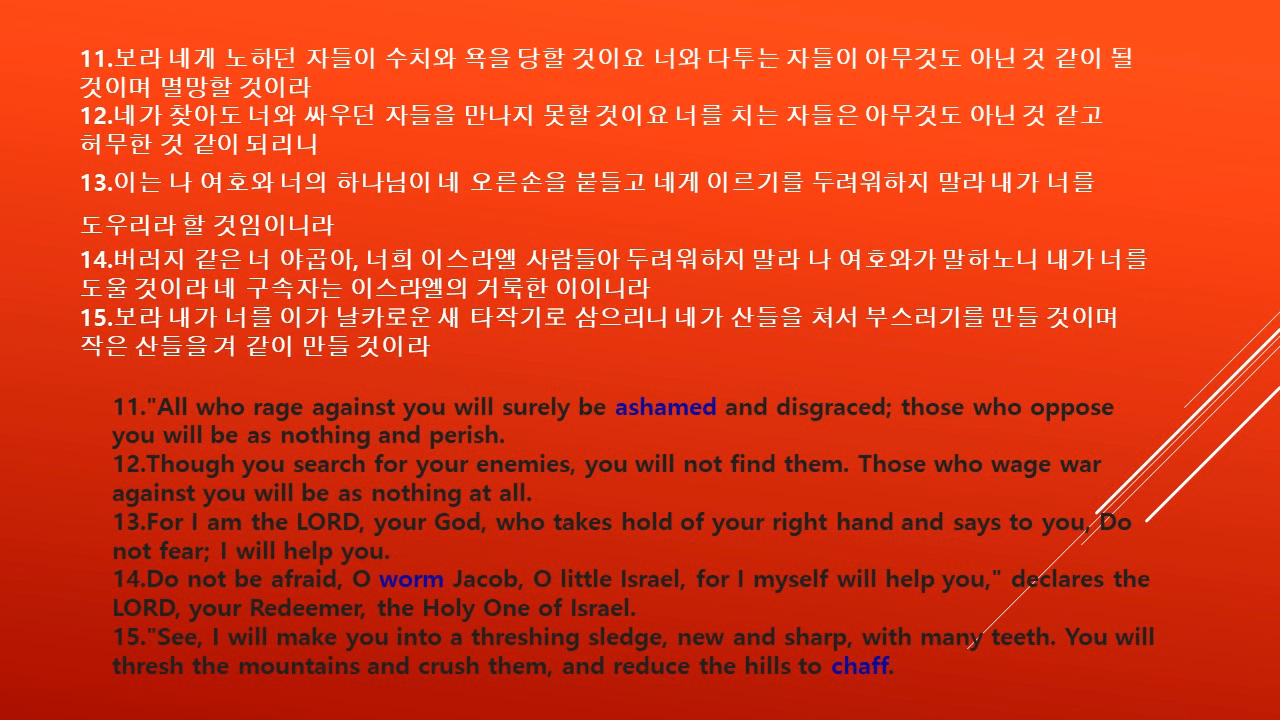 11.보라 네게 노하던 자들이 수치와 욕을 당할 것이요 너와 다투는 자들이 아무것도 아닌 것 같이 될
것이며 멸망할 것이라
12.네가 찾아도 너와 싸우던 자들을 만나지 못할 것이요 너를 치는 자들은 아무것도 아닌 것 같고
허무한 것 같이 되리니
13.이는 나 여호와 너의 하나님이 네 오른손을 붙들고 네게 이르기를 두려워하지 말라 내가 너를
도우리라 할 것임이니라
14.버러지 같은 너 야곱아, 너희 이스라엘 사람들아 두려워하지 말라 나 여호와가 말하노니 내가 너를
도울 것이라 네 구속자는 이스라엘의 거룩한 이이니라
15.보라 내가 너를 이가 날카로운 새 타작기로 삼으리니 네가 산들을 쳐서 부스러기를 만들 것이며
작은 산들을 겨 같이 만들 것이라
11."All who rage against you will surely be ashamed and disgraced; those who oppose
you will be as nothing and perish.
12.Though you search for your enemies, you will not find them. Those who wage war
against you will be as nothing at all.
13.For I am the LORD, your God, who takes hold of your right hand and says to you, Do
not fear; I will help you.
14.Do not be afraid, O worm Jacob, O little Israel, for I myself will help you," declares the
LORD, your Redeemer, the Holy One of Israel.
15."See, I will make you into a threshing sledge, new and sharp, with many teeth. You will
thresh the mountains and crush them, and reduce the hills to chaff.